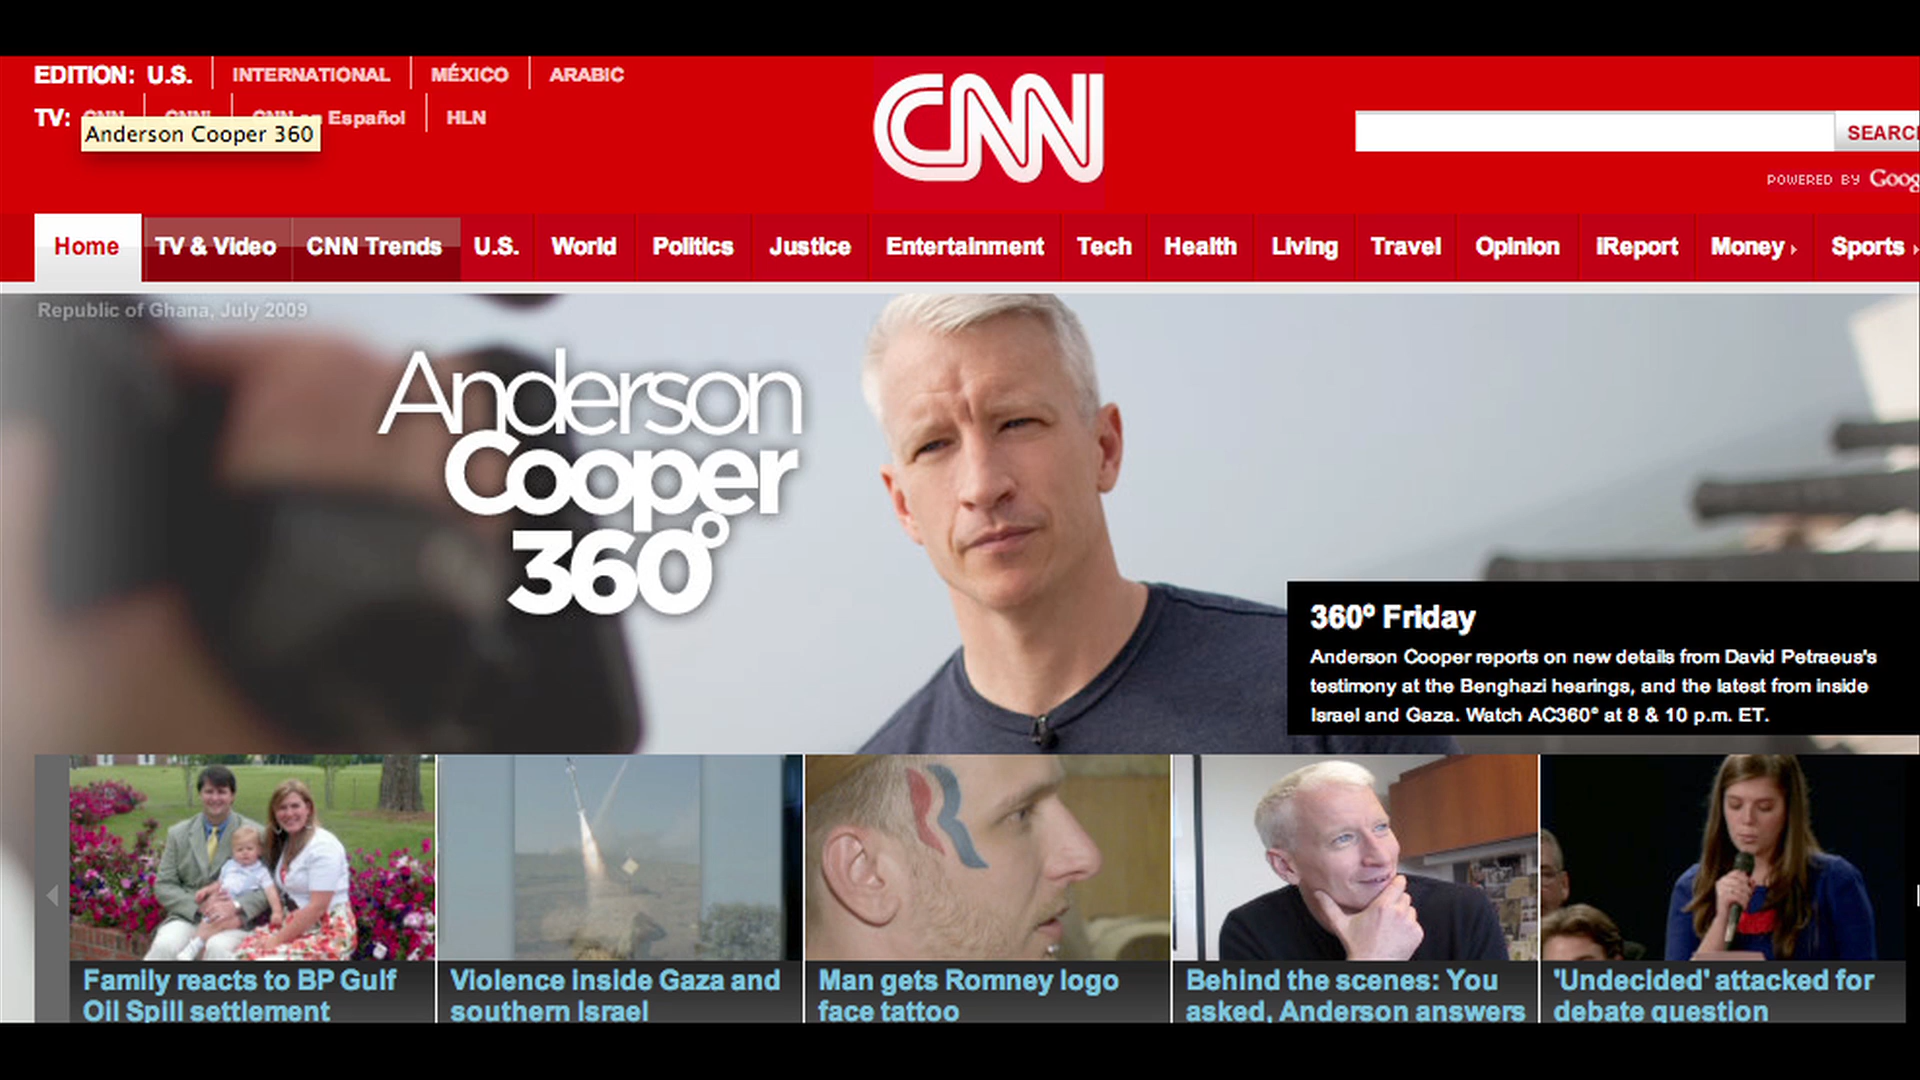 EDITION: U.S. INTERNATIONAL MÉXICO ARABIC
TV: Español HLN
Anderson Cooper 360
CNN
SEARC
POWERED BY Goog
Home TV & Video CNN Trends U.S. World Politics Justice Entertainment Tech Health Living Travel Opinion iReport Money Sports
Republic of Ghana, July 2009
Anderson
Cooper
360°
360° Friday
Anderson Cooper reports on new details from David Petraeus's
testimony at the Benghazi hearings, and the latest from inside
Israel and Gaza. Watch AC360° at 8 & 10 p.m. ET.
Family reacts to BP Gulf
Oil Spill settlement
Violence inside Gaza and
southern Israel
Man gets Romney logo
face tattoo
Behind the scenes: You
asked, Anderson answers
'Undecided' attacked for
debate question